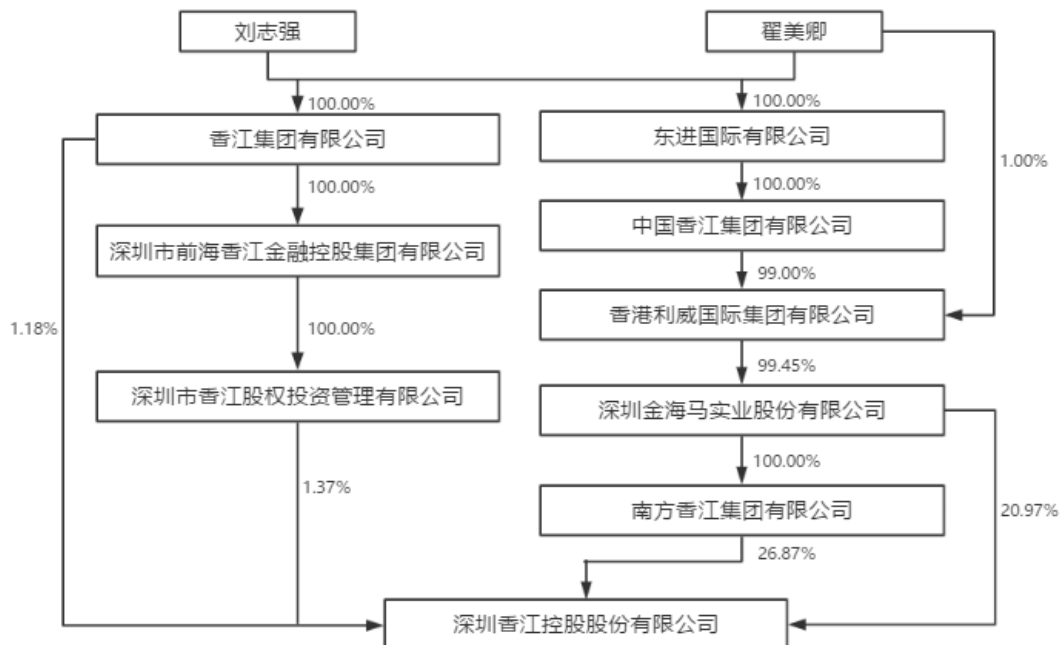 刘志强
翟美卿
100.00%
100.00%
香江集团有限公司
东进国际有限公司
1.00%
100.00%
100.00%
中国香江集团有限公司
深圳市前海香江金融控股集团有限公司
99.00%
香港利威国际集团有限公司
1.18%
100.00%
99.45%
深圳市香江股权投资管理有限公司
深圳金海马实业股份有限公司
100.00%
1.37%
南方香江集团有限公司
20.97%
26.87%
深圳香江控股股份有限公司